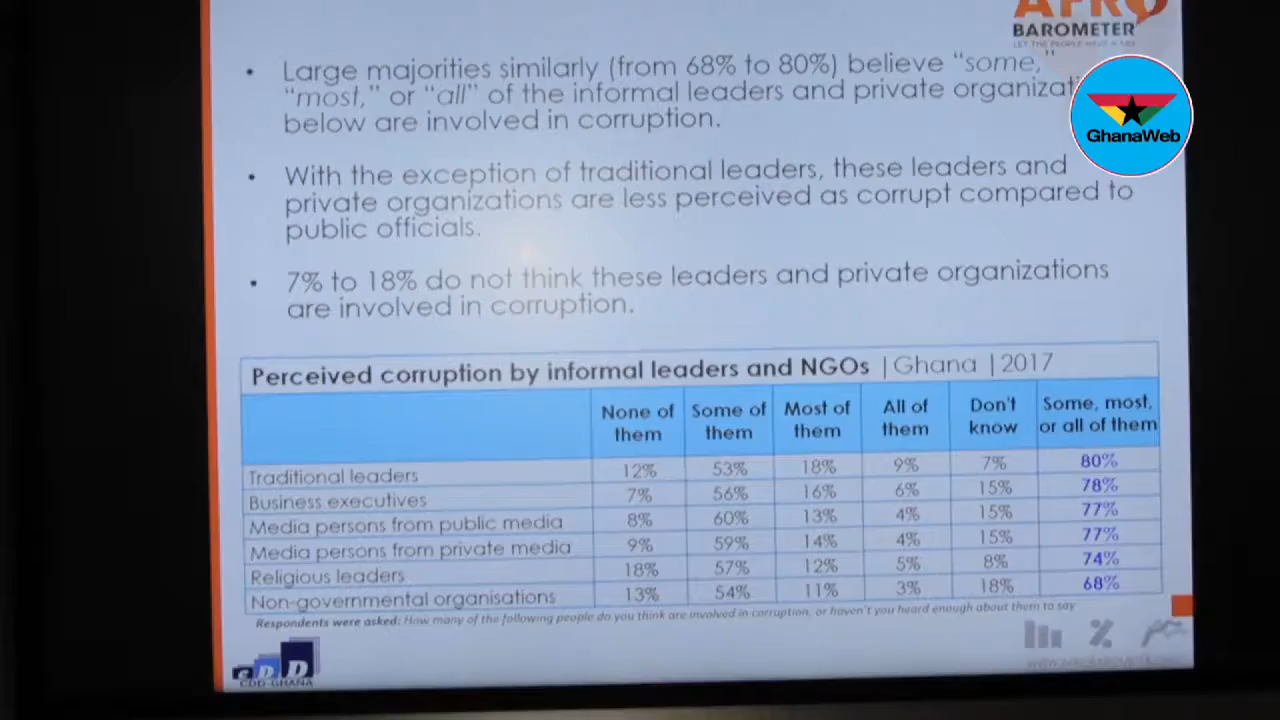 AFRO
BAROMETER
LET THE PEOPLE HAVE A SAY
GhanaWeb
• Large majorities similarly (from 68% to 80%) believe “some,”
“most,” or “all” of the informal leaders and private organizati
below are involved in corruption.
• With the exception of traditional leaders, these leaders and
private organizations are less perceived as corrupt compared to
public officials.
• 7% to 18% do not think these leaders and private organizations
are involved in corruption.
Perceived corruption by informal leaders and NGOs |Ghana |2017
None of them Some of them Most of them All of them Don't know Some, most, or all of them
Traditional leaders 12% 53% 18% 9% 7% 80%
Business executives 7% 56% 16% 6% 15% 78%
Media persons from public media 8% 60% 13% 4% 15% 77%
Media persons from private media 9% 59% 14% 4% 15% 77%
Religious leaders 18% 57% 12% 5% 8% 74%
Non-governmental organisations 13% 54% 11% 3% 18% 68%
Respondents were asked: How many of the following people do you think are involved in corruption, or haven't you heard enough about them to say
CDD
CDD-GHANA